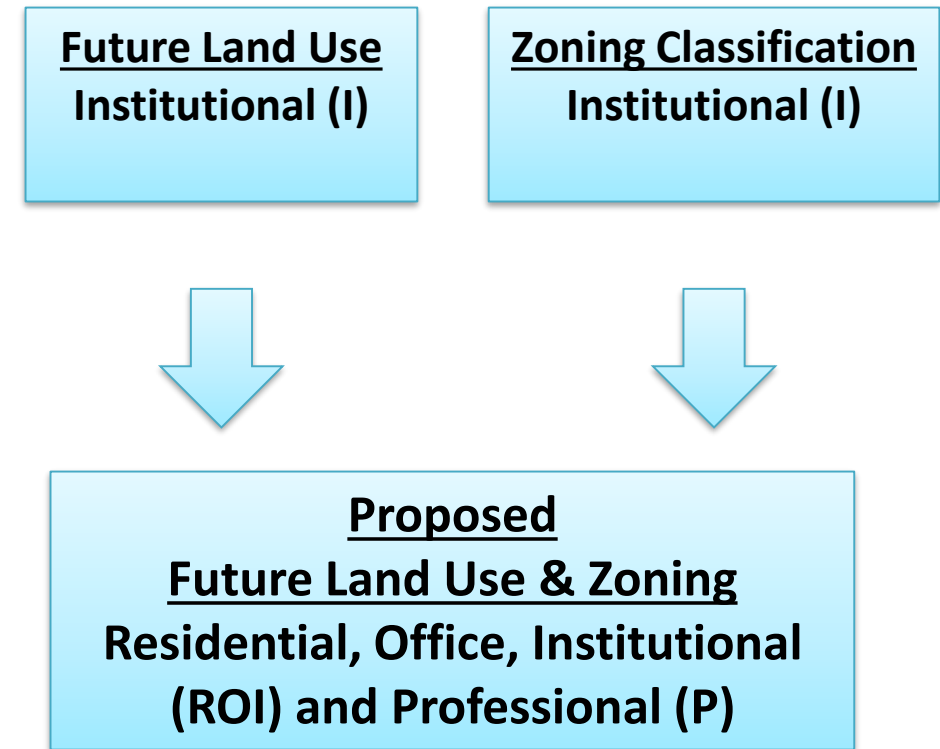 Future Land Use
Institutional (I)
Zoning Classification
Institutional (I)
Proposed
Future Land Use & Zoning
Residential, Office, Institutional
(ROI) and Professional (P)